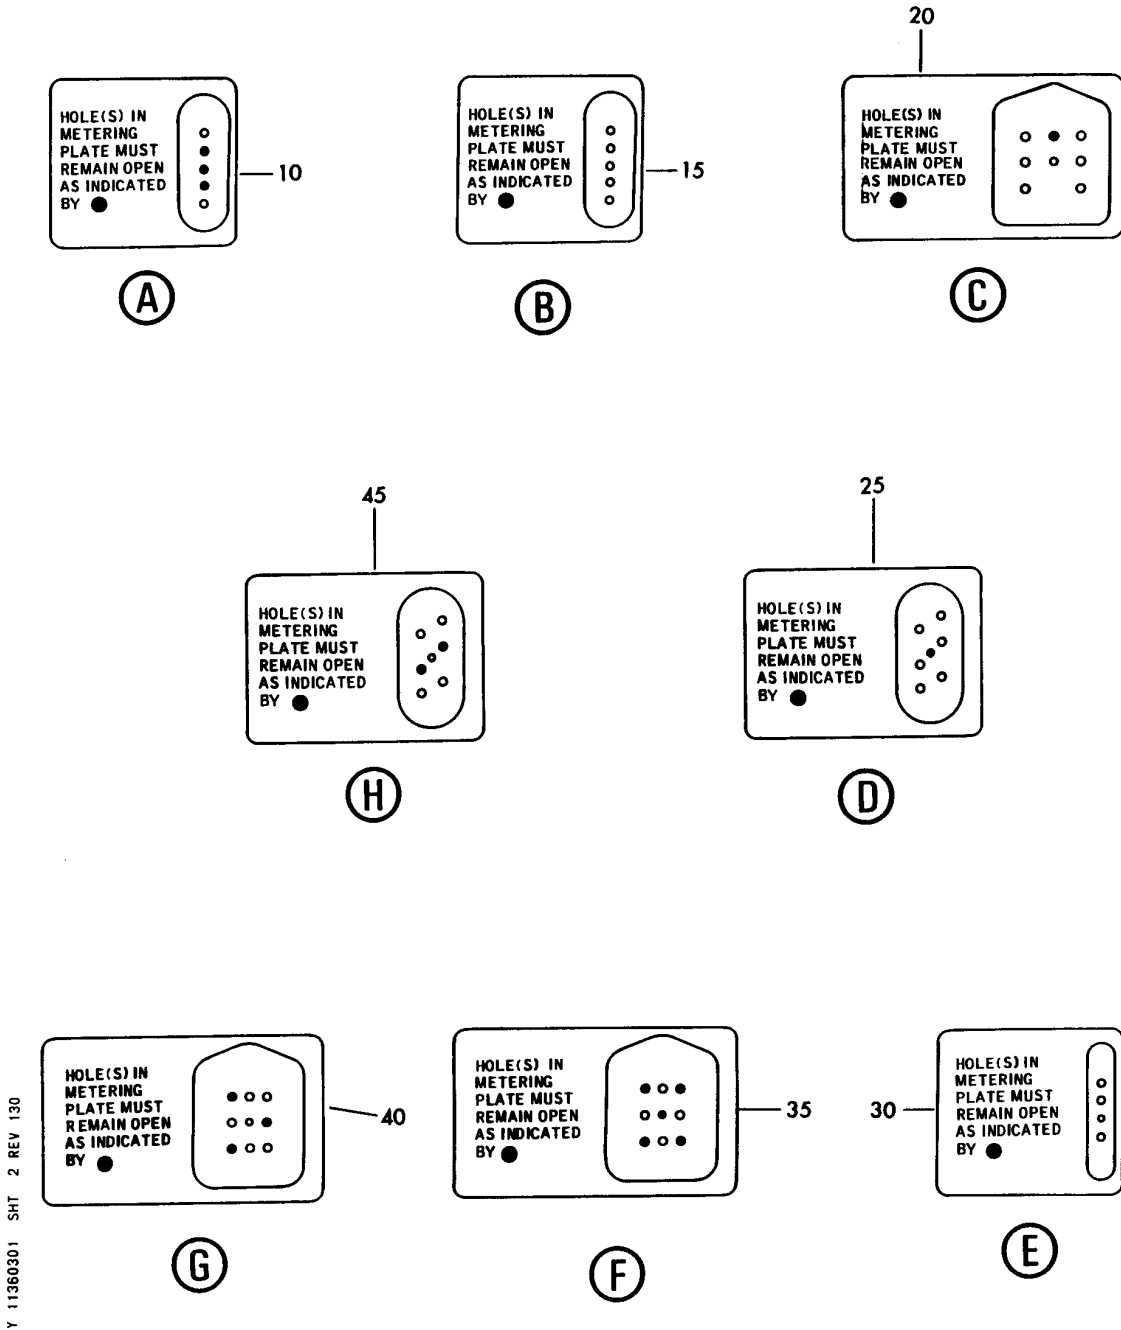 20
HOLE(S) IN
METERING
PLATE MUST
REMAIN OPEN
AS INDICATED
BY
10
A
HOLE(S) IN
METERING
PLATE MUST
REMAIN OPEN
AS INDICATED
BY
15
B
HOLE(S) IN
METERING
PLATE MUST
REMAIN OPEN
AS INDICATED
BY
C
45
HOLE(S) IN
METERING
PLATE MUST
REMAIN OPEN
AS INDICATED
BY
H
25
HOLE(S) IN
METERING
PLATE MUST
REMAIN OPEN
AS INDICATED
BY
D
HOLE(S) IN
METERING
PLATE MUST
REMAIN OPEN
AS INDICATED
BY
40
G
HOLE(S) IN
METERING
PLATE MUST
REMAIN OPEN
AS INDICATED
BY
35
F
30
HOLE(S) IN
METERING
PLATE MUST
REMAIN OPEN
AS INDICATED
BY
E
Y 11360301 SHT 2 REV 130